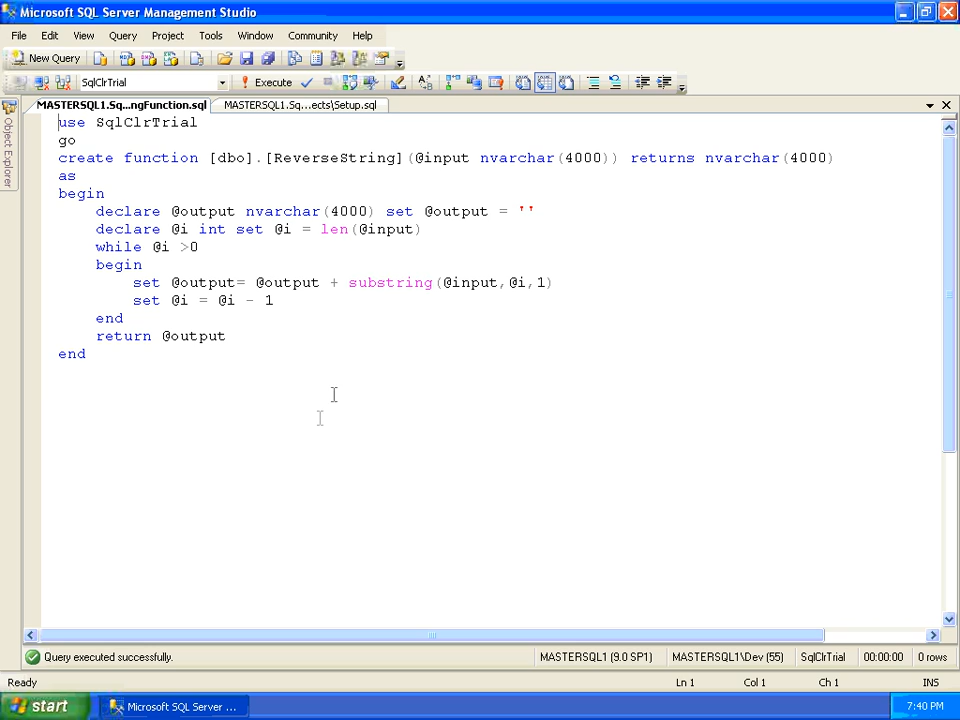 Microsoft SQL Server Management Studio
File Edit View Query Project Tools Window Community Help
New Query
SqlClrTrial Execute
MASTERSQL1.Sq...ngFunction.sql MASTERSQL1.Sq...ects\Setup.sql
Object Explorer
use SqlClrTrial
go
create function [dbo].[ReverseString](@input nvarchar(4000)) returns nvarchar(4000)
as
begin
declare @output nvarchar(4000) set @output = ''
declare @i int set @i = len(@input)
while @i >0
begin
set @output= @output + substring(@input,@i,1)
set @i = @i - 1
end
return @output
end
Query executed successfully. MASTERSQL1 (9.0 SP1) MASTERSQL1\Dev (55) SqlClrTrial 00:00:00 0 rows
Ready Ln 1 Col 1 Ch 1 INS
start Microsoft SQL Server ... 7:40 PM